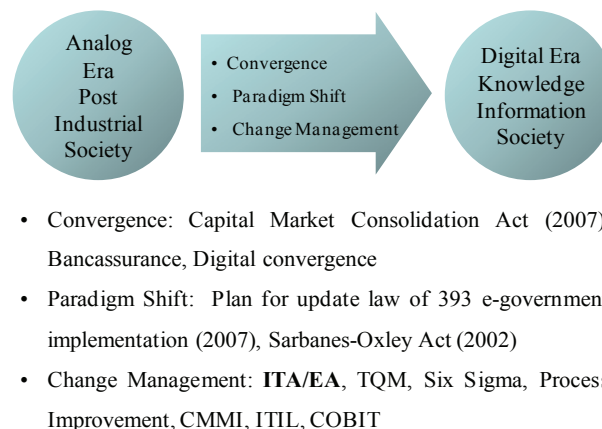 Analog
Era
Post
Industrial
Society
• Convergence
• Paradigm Shift
• Change Management
Digital Era
Knowledge
Information
Society
• Convergence: Capital Market Consolidation Act (2007)
Bancassurance, Digital convergence
• Paradigm Shift: Plan for update law of 393 e-governmen
implementation (2007), Sarbanes-Oxley Act (2002)
• Change Management: ITA/EA, TQM, Six Sigma, Proces
Improvement, CMMI, ITIL, COBIT